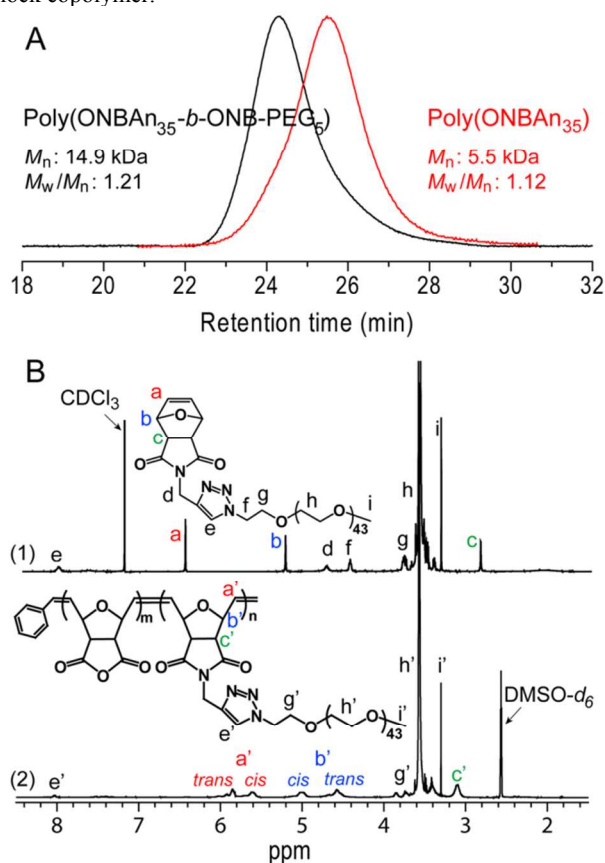 lock copolymer.
A
Poly(ONBAn35-b-ONB-PEG5)
Mn: 14.9 kDa
Mw/Mn: 1.21
Poly(ONBAn35)
Mn: 5.5 kDa
Mw/Mn: 1.12
18 20 22 24 26 28 30 32
Retention time (min)
B
CDCl3
a
b
O
c
O N O
d
N=N
N
e
f
g
O
h
O
43
i
(1)
e
a
b
d
f
g
h
i
c
a'
O
m
O
n
b'
c'
O O O
O N O
N=N
N
e'
g'
O
h'
O
43
i'
(2)
e'
a'
trans cis
b'
cis trans
g'
h'
i'
c'
DMSO-d6
8 7 6 5 4 3 2
ppm